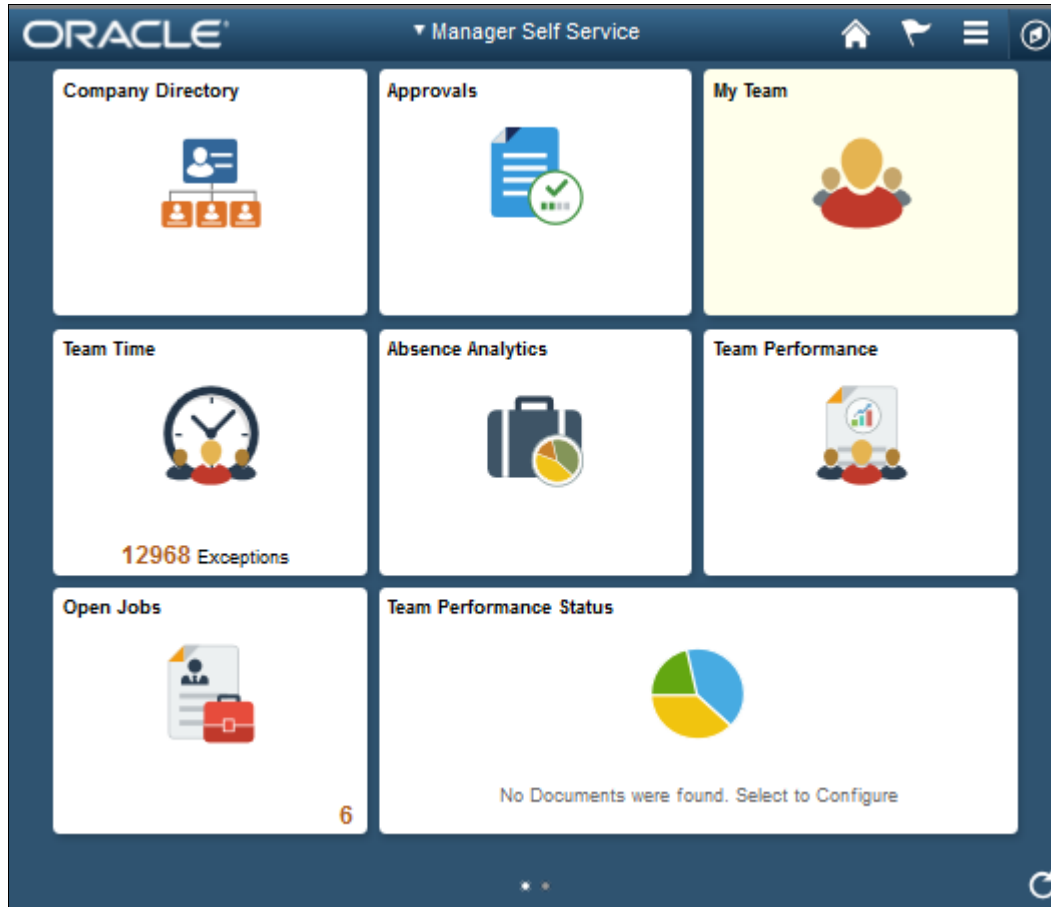 ORACLE
Manager Self Service
Company Directory
Approvals
My Team
Team Time
Absence Analytics
Team Performance
12968 Exceptions
Open Jobs
Team Performance Status
No Documents were found. Select to Configure
6